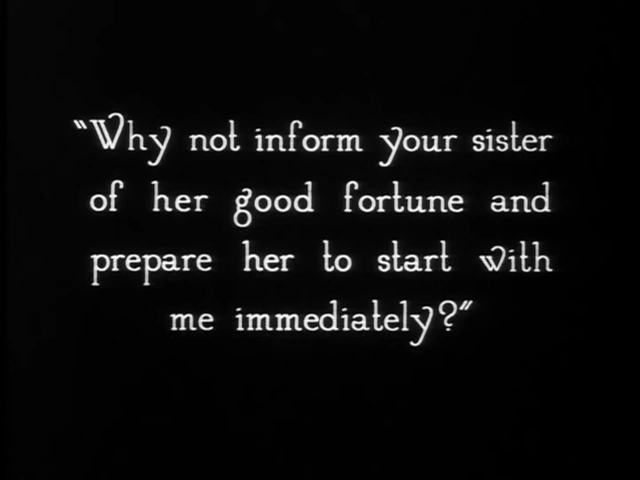 "Why not inform your sister
of her good fortune and
prepare her to start with
me immediately?"